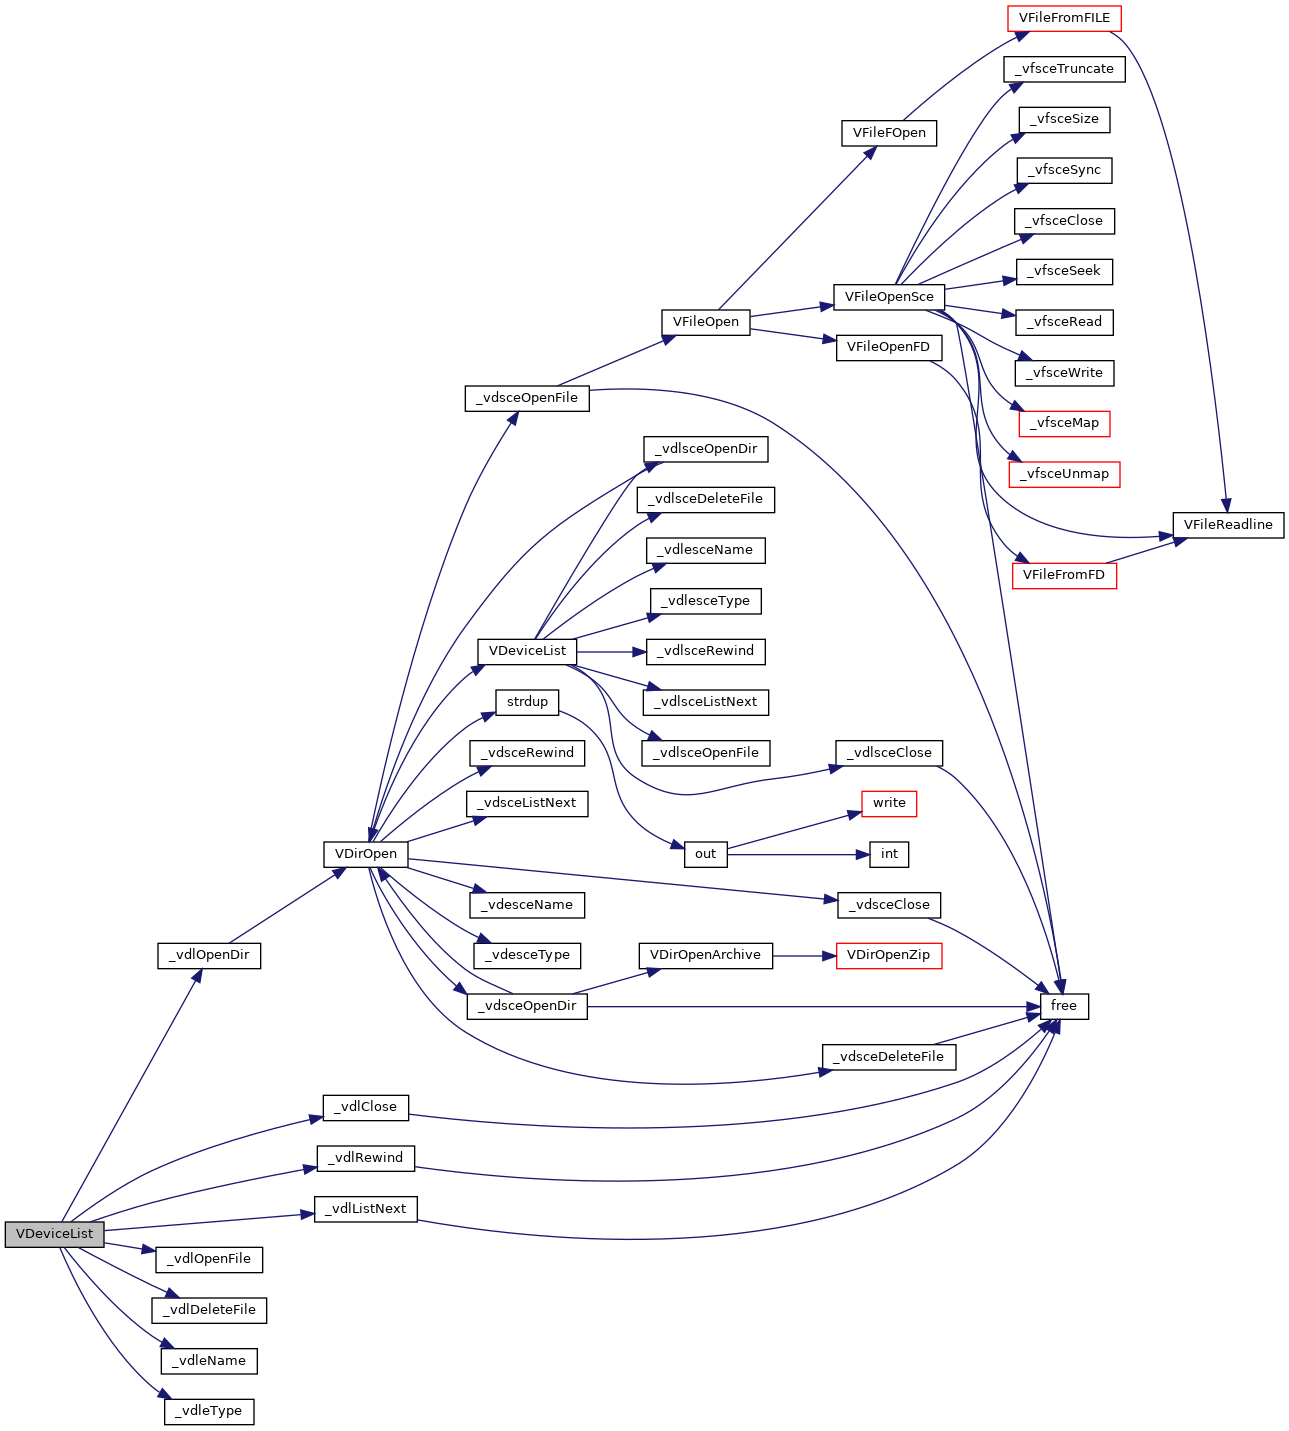 VFileFromFILE
_vfsceTruncate
_vfsceSize
VFileFOpen
_vfsceSync
_vfsceClose
_vfsceSeek
VFileOpenSce
VFileOpen
_vfsceRead
VFileOpenFD
_vfsceWrite
_vdsceOpenFile
_vfsceMap
_vdlsceOpenDir
_vfsceUnmap
_vdlsceDeleteFile
VFileReadline
_vdlesceName
VFileFromFD
_vdlesceType
VDeviceList
_vdlsceRewind
strdup
_vdlsceListNext
_vdsceRewind
_vdlsceOpenFile
_vdlsceClose
_vdsceListNext
write
VDirOpen
out
int
_vdesceName
_vdsceClose
_vdlOpenDir
_vdesceType
VDirOpenArchive
VDirOpenZip
_vdsceOpenDir
free
_vdsceDeleteFile
_vdlClose
_vdlRewind
_vdlListNext
VDeviceList
_vdlOpenFile
_vdlDeleteFile
_vdleName
_vdleType